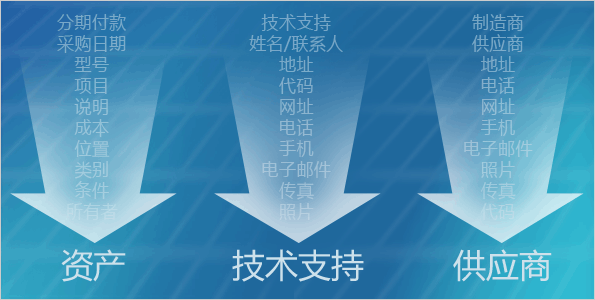 分期付款
采购日期
型号
项目
说明
成本
位置
类别
条件
所有者
资产
技术支持
姓名/联系人
地址
代码
网址
电话
手机
电子邮件
传真
照片
技术支持
制造商
供应商
地址
电话
网址
手机
电子邮件
照片
传真
代码
供应商